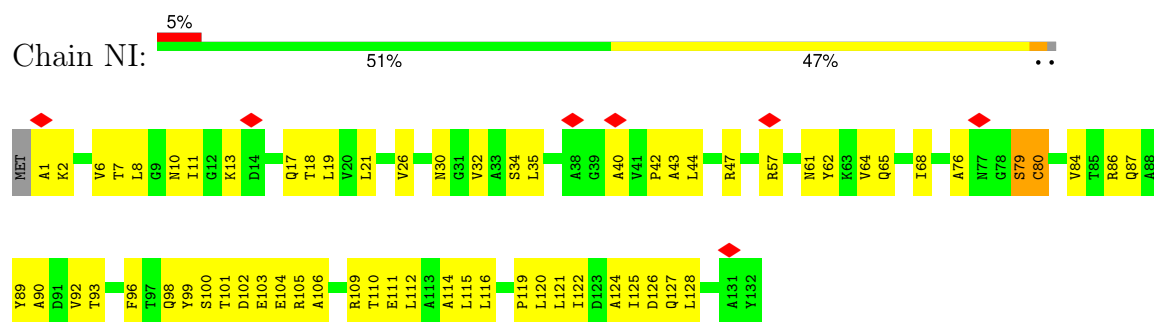 5%
Chain NI:
51% 47% ••
MET A1 K2 V6 T7 L8 G9 N10 I11 G12 K13 D14 Q17 T18 L19 V20 L21 V26 N30 G31 V32 A33 S34 L35 A38 G39 A40 V41 P42 A43 L44 R47 R57 N61 Y62 K63 V64 Q65 I68 A76 N77 G78 S79 C80 V84 T85 R86 Q87 A88
Y89 A90 D91 V92 T93 F96 T97 Q98 Y99 S100 T101 D102 E103 E104 R105 A106 R109 T110 E111 L112 A113 A114 L115 L116 P119 L120 L121 I122 D123 A124 I125 D126 Q127 L128 A131 Y132